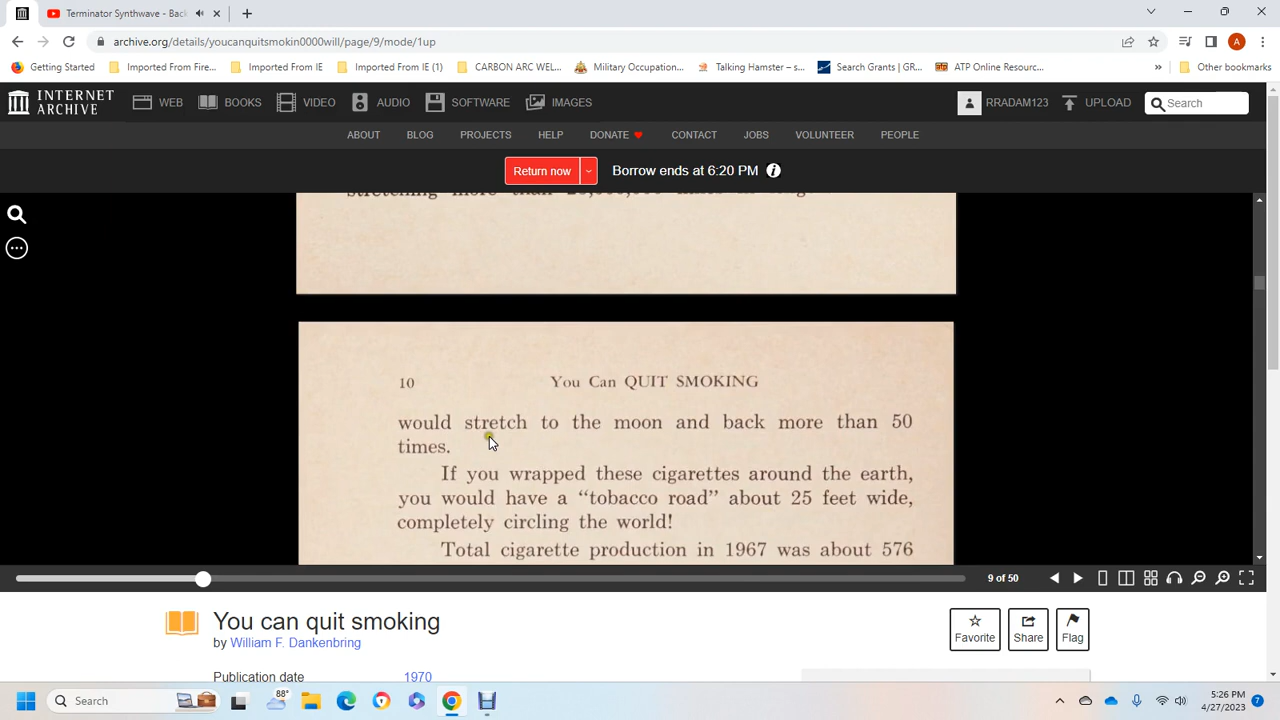 Terminator Synthwave - Bac
archive.org/details/youcanquitsmokin0000will/page/9/mode/1up
A
Getting Started
Imported From Fire...
Imported From IE
Imported From IE (1)
CARBON ARC WEL...
Military Occupation...
Talking Hamster – s...
Search Grants | GR...
ATP Online Resourc...
»
Other bookmarks
INTERNET
ARCHIVE
WEB
BOOKS
VIDEO
AUDIO
SOFTWARE
IMAGES
RRADAM123
UPLOAD
Search
ABOUT
BLOG
PROJECTS
HELP
DONATE
CONTACT
JOBS
VOLUNTEER
PEOPLE
Return now
Borrow ends at 6:20 PM
stretching more than
10 You Can QUIT SMOKING
would stretch to the moon and back more than 50
times.
If you wrapped these cigarettes around the earth,
you would have a “tobacco road” about 25 feet wide,
completely circling the world!
Total cigarette production in 1967 was about 576
9 of 50
You can quit smoking
by William F. Dankenbring
Favorite
Share
Flag
Publication date 1970
Search
88°
5:26 PM
4/27/2023
7